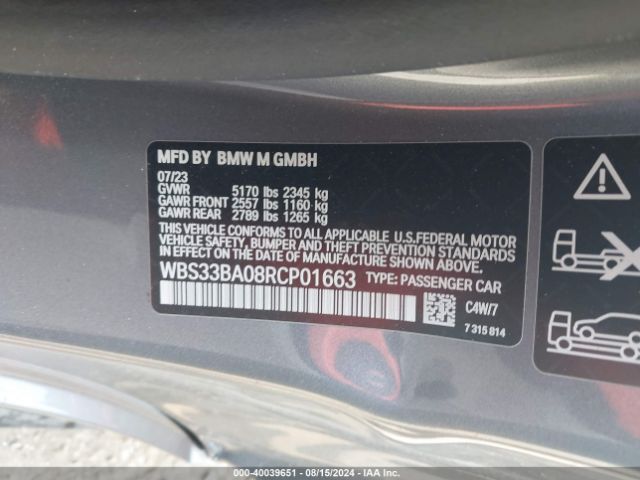 MFD BY BMW M GMBH
07/23
GVWR 5170 lbs 2345 kg
GAWR FRONT 2557 lbs 1160 kg
GAWR REAR 2789 lbs 1265 kg
THIS VEHICLE CONFORMS TO ALL APPLICABLE U.S.FEDERAL MOTOR
VEHICLE SAFETY, BUMPER AND THEFT PREVENTION STANDARDS
IN EFFECT ON THE DATE OF MANUFACTURE SHOWN ABOVE.
WBS33BA08RCP01663 TYPE: PASSENGER CAR
C4W/7
7 315 814
000-40039651 - 08/15/2024 - IAA Inc.